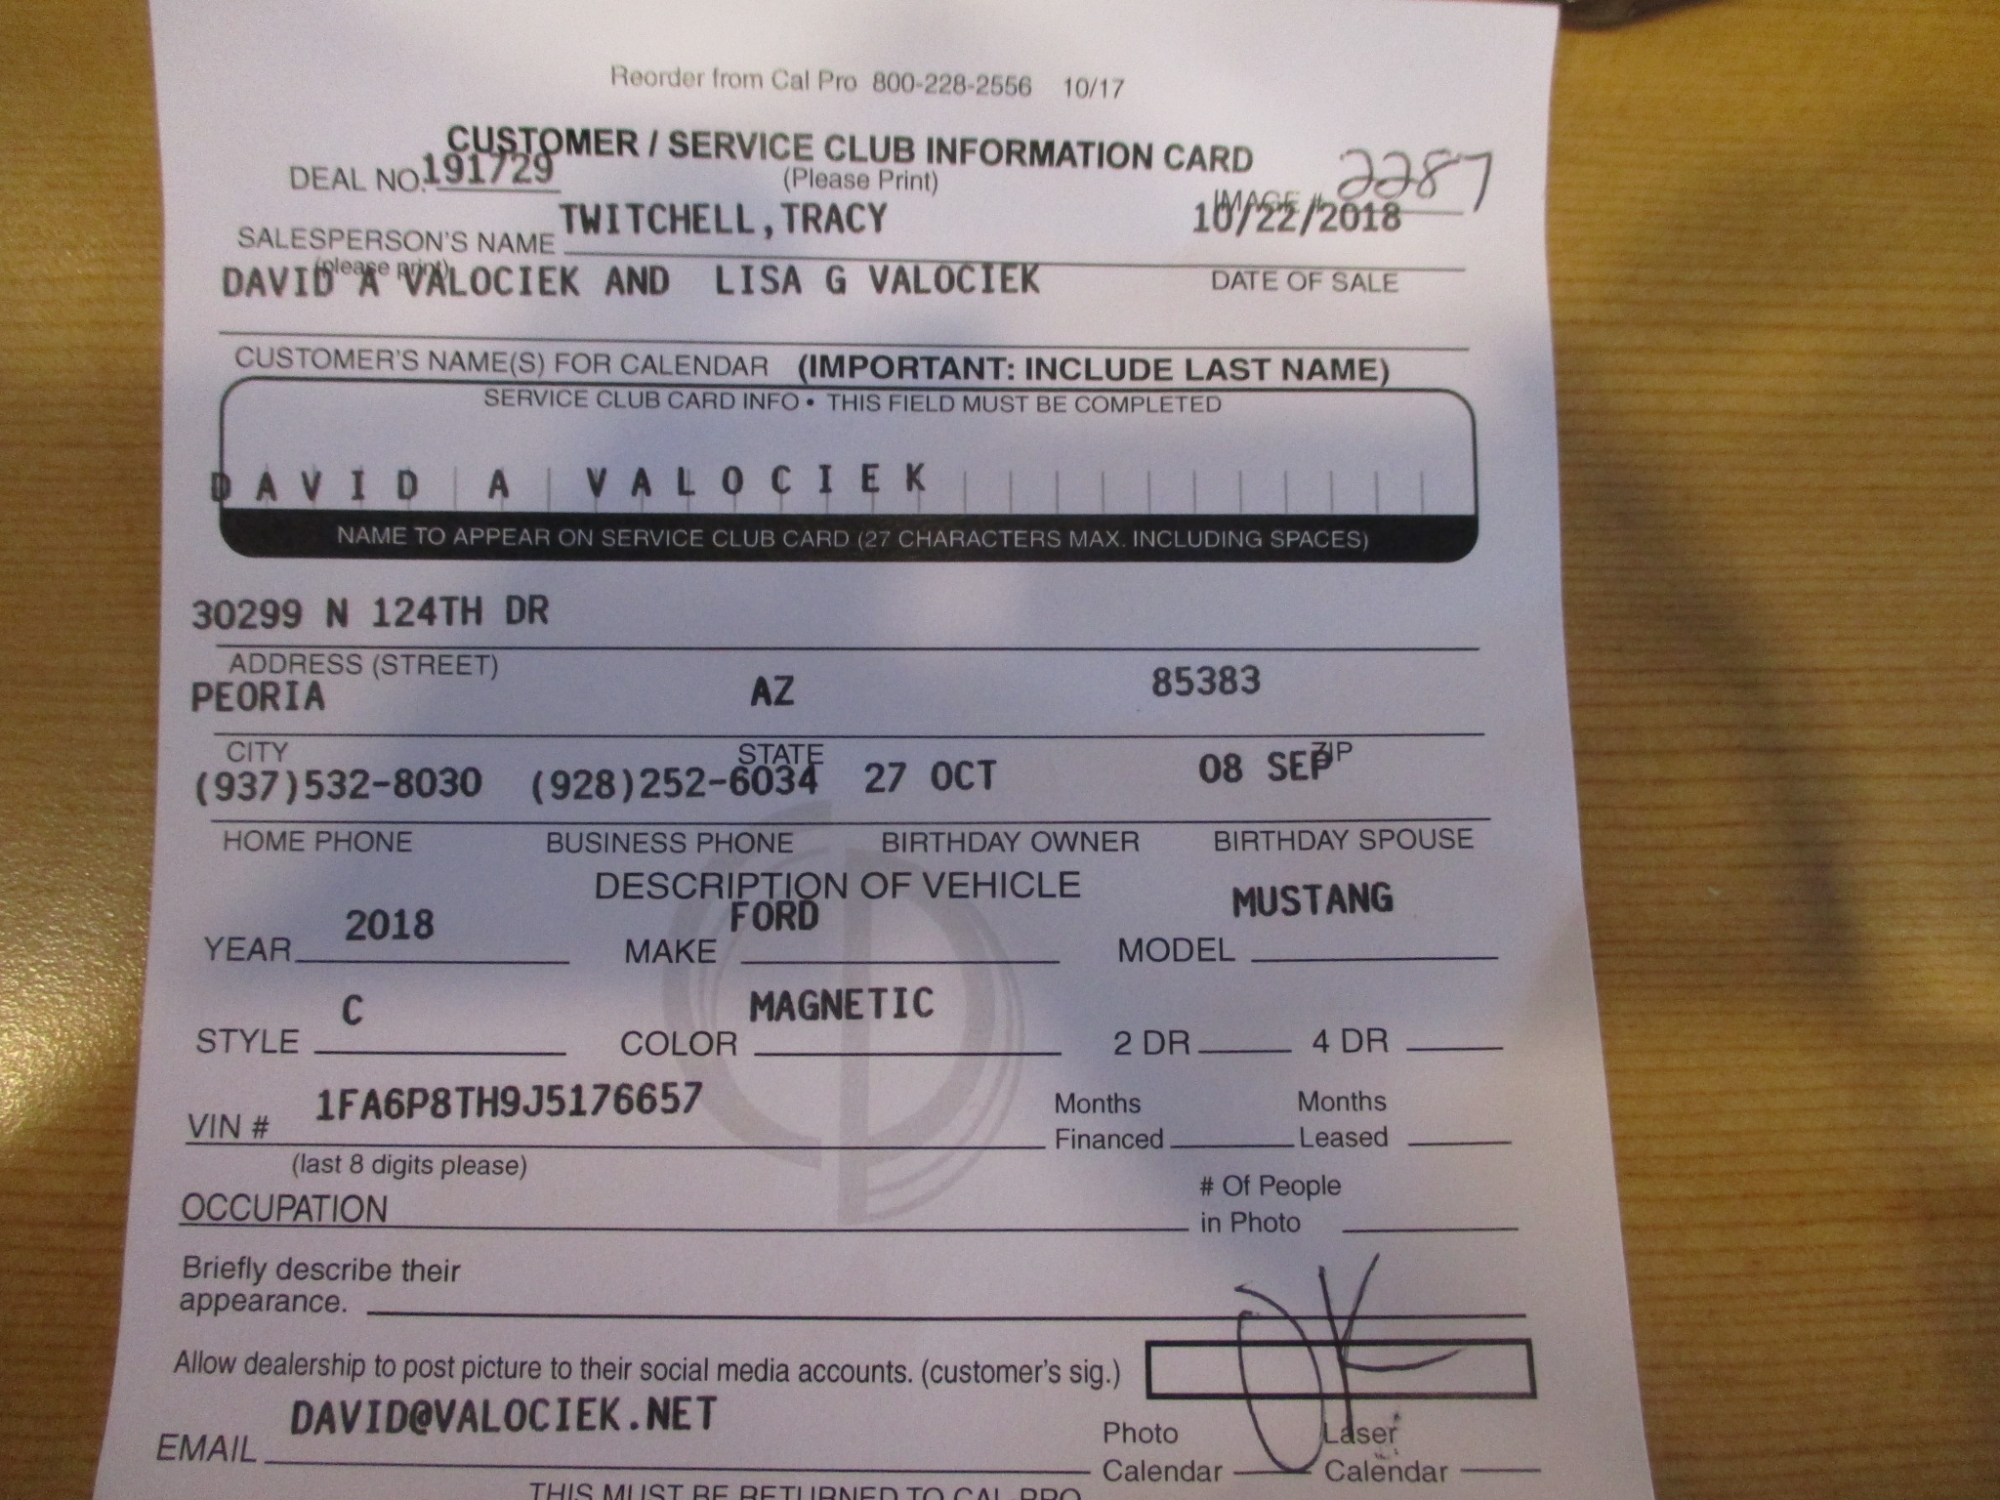 Reorder from Cal Pro 800-228-2556 10/17
CUSTOMER / SERVICE CLUB INFORMATION CARD
(Please Print)
DEAL NO. 191729
IMAGE # 2287
SALESPERSON'S NAME TWITCHELL,TRACY 10/22/2018
(please print)
DAVID A VALOCIEK AND LISA G VALOCIEK DATE OF SALE
CUSTOMER'S NAME(S) FOR CALENDAR (IMPORTANT: INCLUDE LAST NAME)
SERVICE CLUB CARD INFO • THIS FIELD MUST BE COMPLETED
DAVID A VALOCIEK
NAME TO APPEAR ON SERVICE CLUB CARD (27 CHARACTERS MAX. INCLUDING SPACES)
30299 N 124TH DR
ADDRESS (STREET)
PEORIA AZ 85383
CITY STATE ZIP
(937)532-8030 (928)252-6034 27 OCT 08 SEP
HOME PHONE BUSINESS PHONE BIRTHDAY OWNER BIRTHDAY SPOUSE
DESCRIPTION OF VEHICLE
YEAR 2018 MAKE FORD MODEL MUSTANG
STYLE C COLOR MAGNETIC 2 DR 4 DR
VIN # 1FA6P8TH9J5176657
(last 8 digits please)
Months Financed Months Leased
OCCUPATION
# Of People in Photo
Briefly describe their
appearance.
Allow dealership to post picture to their social media accounts. (customer's sig.)
EMAIL DAVID@VALOCIEK.NET
Photo Calendar Laser Calendar
THIS MUST BE RETURNED TO CAL PRO